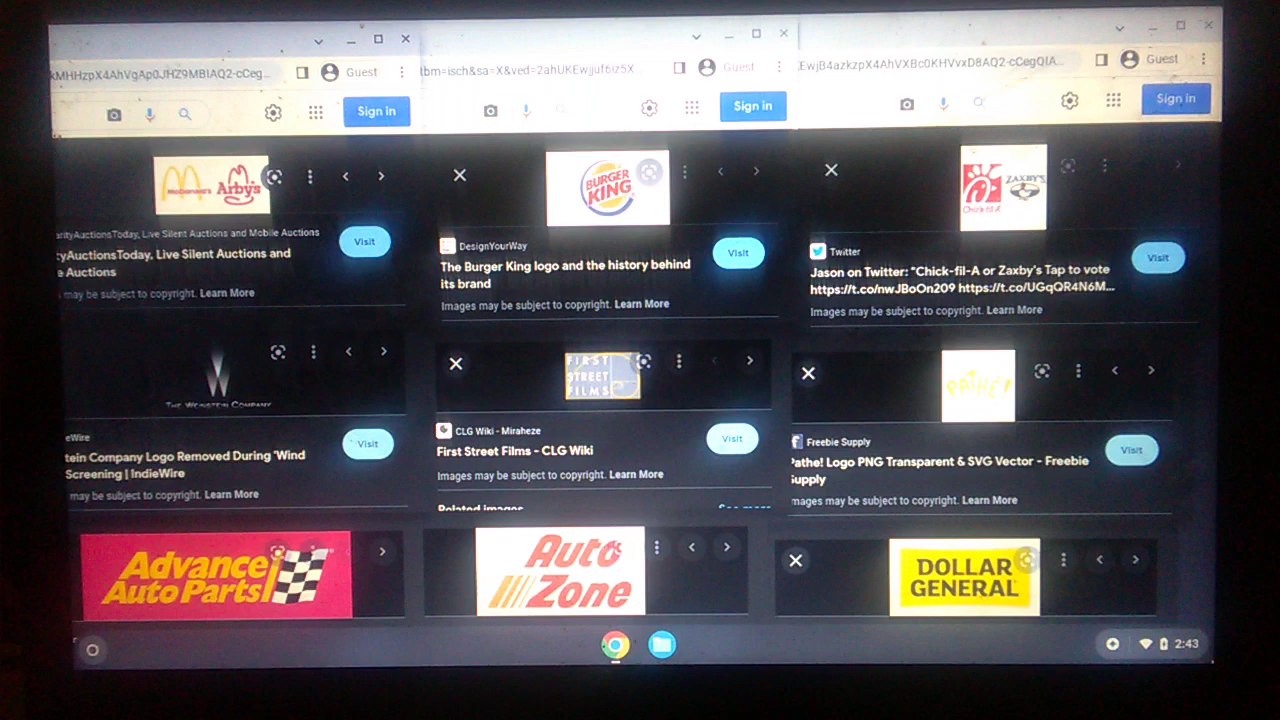 Guest
Guest
Guest
Sign in
Sign in
Sign in
McDonald's Arby's
BURGER KING
Chick-fil-A ZAXBY'S
arityAuctionsToday, Live Silent Auctions and Mobile Auctions
Visit
tyAuctionsToday, Live Silent Auctions and
e Auctions
may be subject to copyright. Learn More
DesignYourWay
Visit
The Burger King logo and the history behind
its brand
Images may be subject to copyright. Learn More
Twitter
Visit
Jason on Twitter: "Chick-fil-A or Zaxby's Tap to vote
https://t.co/nwJBoOn209 https://t.co/UGqQR4N6M...
Images may be subject to copyright. Learn More
THE WEINSTEIN COMPANY
FIRST
STREET
FILMS
PATHE!
eWire
Visit
tein Company Logo Removed During 'Wind
Screening | IndieWire
may be subject to copyright. Learn More
CLG Wiki - Miraheze
Visit
First Street Films - CLG Wiki
Images may be subject to copyright. Learn More
Related images
See more
Freebie Supply
Visit
Pathe! Logo PNG Transparent & SVG Vector - Freebie
Supply
mages may be subject to copyright. Learn More
Advance
Auto Parts
Auto
Zone
DOLLAR
GENERAL
2:43